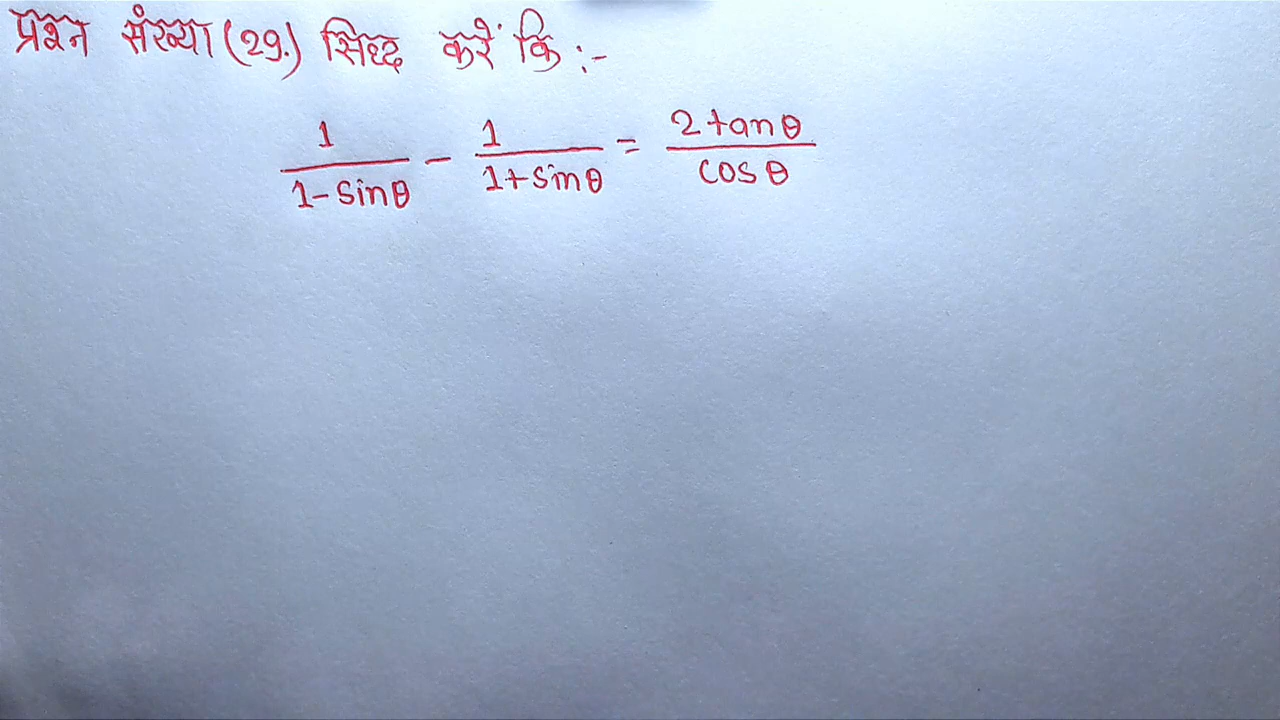 प्रश्न संख्या (29.) सिद्ध करें कि :-
1/(1-sinθ) - 1/(1+sinθ) = 2tanθ/cosθ